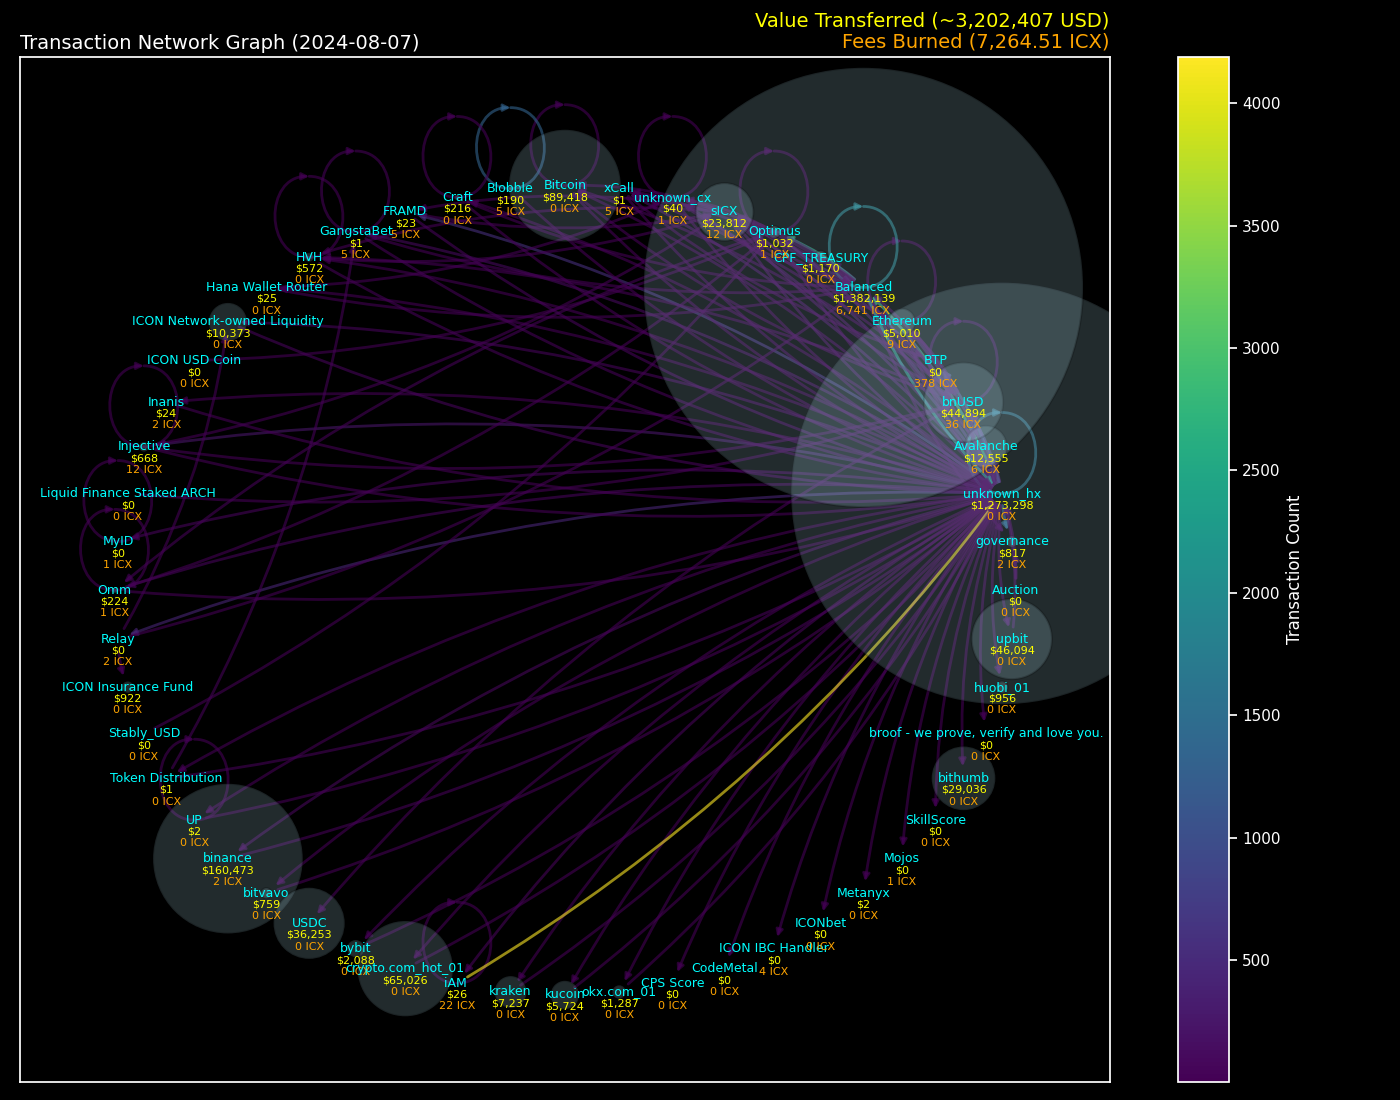 Value Transferred (~3,202,407 USD)
Transaction Network Graph (2024-08-07)
Fees Burned (7,264.51 ICX)
Craft
$216
0 ICX
Blobble
$190
5 ICX
Bitcoin
$89,418
0 ICX
xCall
$1
5 ICX
unknown_cx
$40
1 ICX
sICX
$23,812
12 ICX
FRAMD
$23
5 ICX
GangstaBet
$1
5 ICX
Optimus
$1,032
1 ICX
HVH
$572
0 ICX
CPF_TREASURY
$1,170
0 ICX
Hana Wallet Router
$25
0 ICX
Balanced
$1,382,139
6,741 ICX
ICON Network-owned Liquidity
$10,373
0 ICX
Ethereum
$5,010
9 ICX
ICON USD Coin
$0
0 ICX
BTP
$0
378 ICX
Inanis
$24
2 ICX
bnUSD
$44,894
36 ICX
Injective
$668
12 ICX
Avalanche
$12,555
6 ICX
Liquid Finance Staked ARCH
$0
0 ICX
unknown_hx
$1,273,298
0 ICX
MyID
$0
1 ICX
governance
$817
2 ICX
Omm
$224
1 ICX
Auction
$0
0 ICX
Relay
$0
2 ICX
upbit
$46,094
0 ICX
ICON Insurance Fund
$922
0 ICX
huobi_01
$956
0 ICX
Stably_USD
$0
0 ICX
broof - we prove, verify and love you.
$0
0 ICX
Token Distribution
$1
0 ICX
bithumb
$29,036
0 ICX
UP
$2
0 ICX
SkillScore
$0
0 ICX
binance
$160,473
2 ICX
Mojos
$0
1 ICX
bitvavo
$759
0 ICX
Metanyx
$2
0 ICX
USDC
$36,253
0 ICX
ICONbet
$0
0 ICX
bybit
$2,088
0 ICX
ICON IBC Handler
$0
4 ICX
crypto.com_hot_01
$65,026
0 ICX
CodeMetal
$0
0 ICX
iAM
$26
22 ICX
kraken
$7,237
0 ICX
kucoin
$5,724
0 ICX
okx.com_01
$1,287
0 ICX
CPS Score
$0
0 ICX
4000
3500
3000
2500
2000
1500
1000
500
Transaction Count